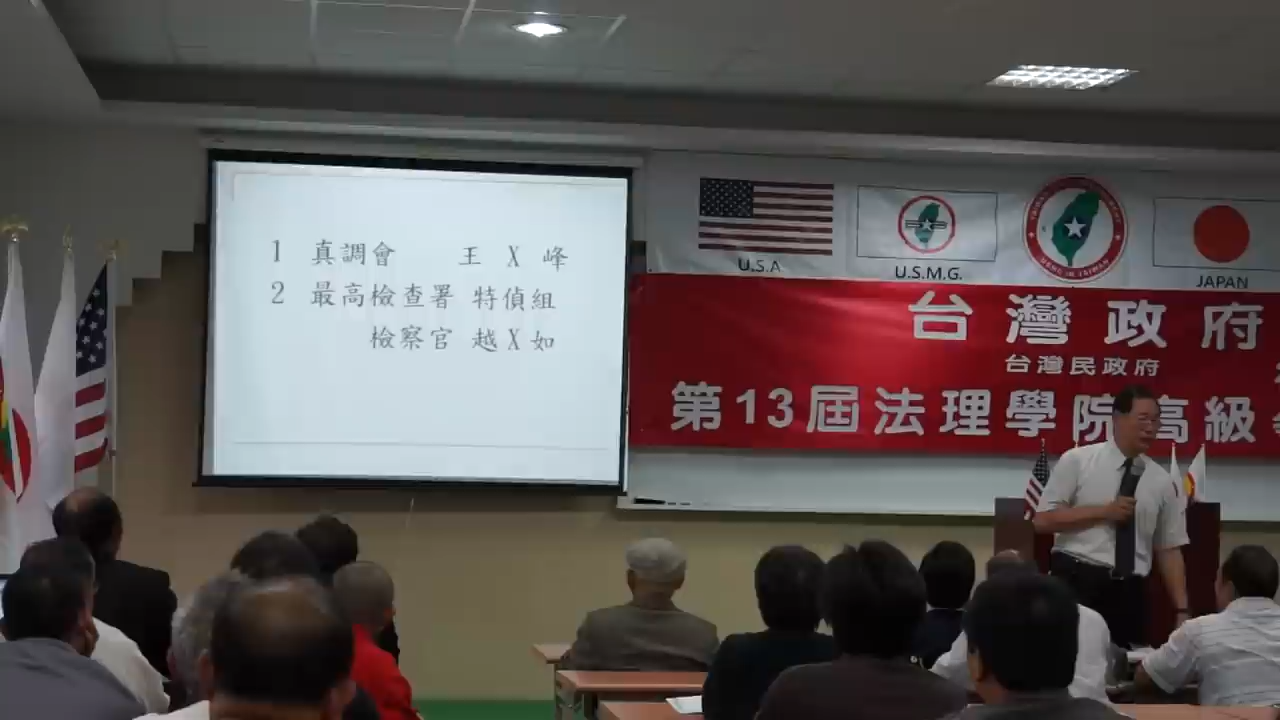 1 真調會 王 X 峰
2 最高檢查署 特偵組
檢察官 越X如
U.S.A
U.S.M.G.
JAPAN
台灣政府
台灣民政府
第13屆法理學院高級